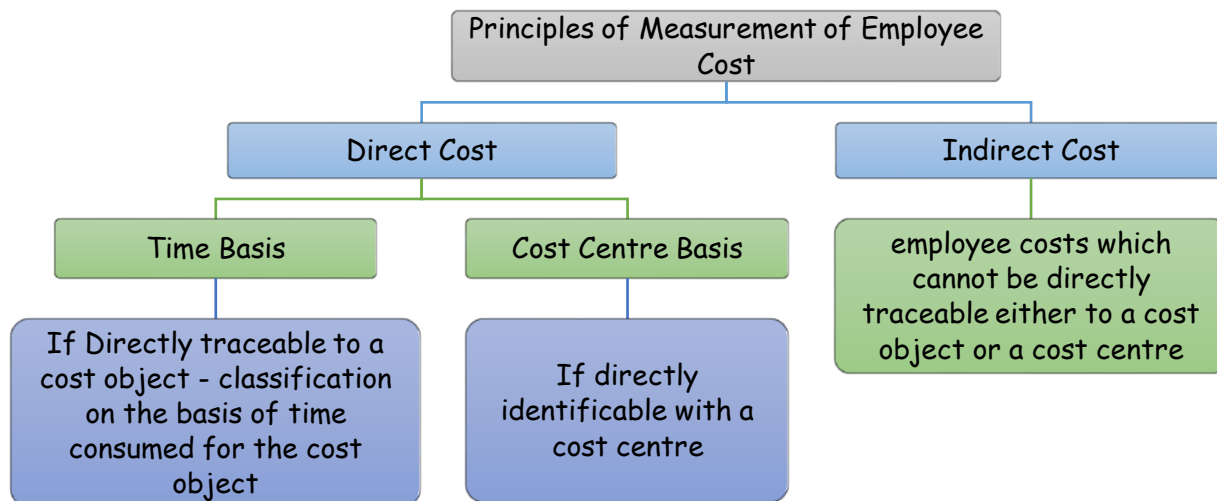 Principles of Measurement of Employee
Cost
Direct Cost
Indirect Cost
Time Basis
Cost Centre Basis
employee costs which
cannot be directly
traceable either to a cost
object or a cost centre
If Directly traceable to a
cost object - classification
on the basis of time
consumed for the cost
object
If directly
identificable with a
cost centre